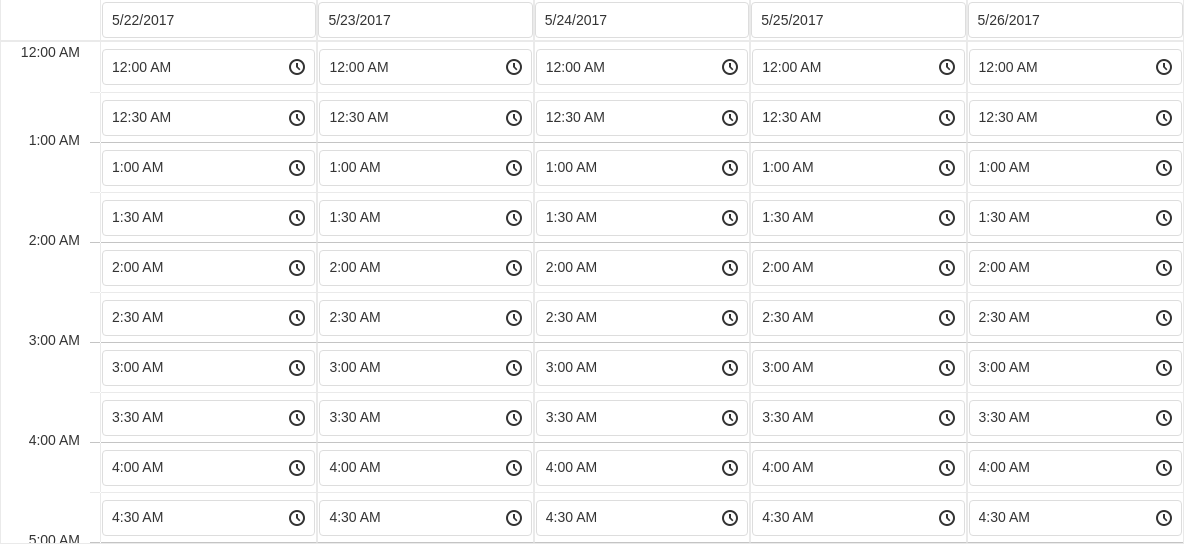 5/22/2017 5/23/2017 5/24/2017 5/25/2017 5/26/2017
12:00 AM
12:00 AM 12:00 AM 12:00 AM 12:00 AM 12:00 AM
12:30 AM 12:30 AM 12:30 AM 12:30 AM 12:30 AM
1:00 AM
1:00 AM 1:00 AM 1:00 AM 1:00 AM 1:00 AM
1:30 AM 1:30 AM 1:30 AM 1:30 AM 1:30 AM
2:00 AM
2:00 AM 2:00 AM 2:00 AM 2:00 AM 2:00 AM
2:30 AM 2:30 AM 2:30 AM 2:30 AM 2:30 AM
3:00 AM
3:00 AM 3:00 AM 3:00 AM 3:00 AM 3:00 AM
3:30 AM 3:30 AM 3:30 AM 3:30 AM 3:30 AM
4:00 AM
4:00 AM 4:00 AM 4:00 AM 4:00 AM 4:00 AM
4:30 AM 4:30 AM 4:30 AM 4:30 AM 4:30 AM
5:00 AM